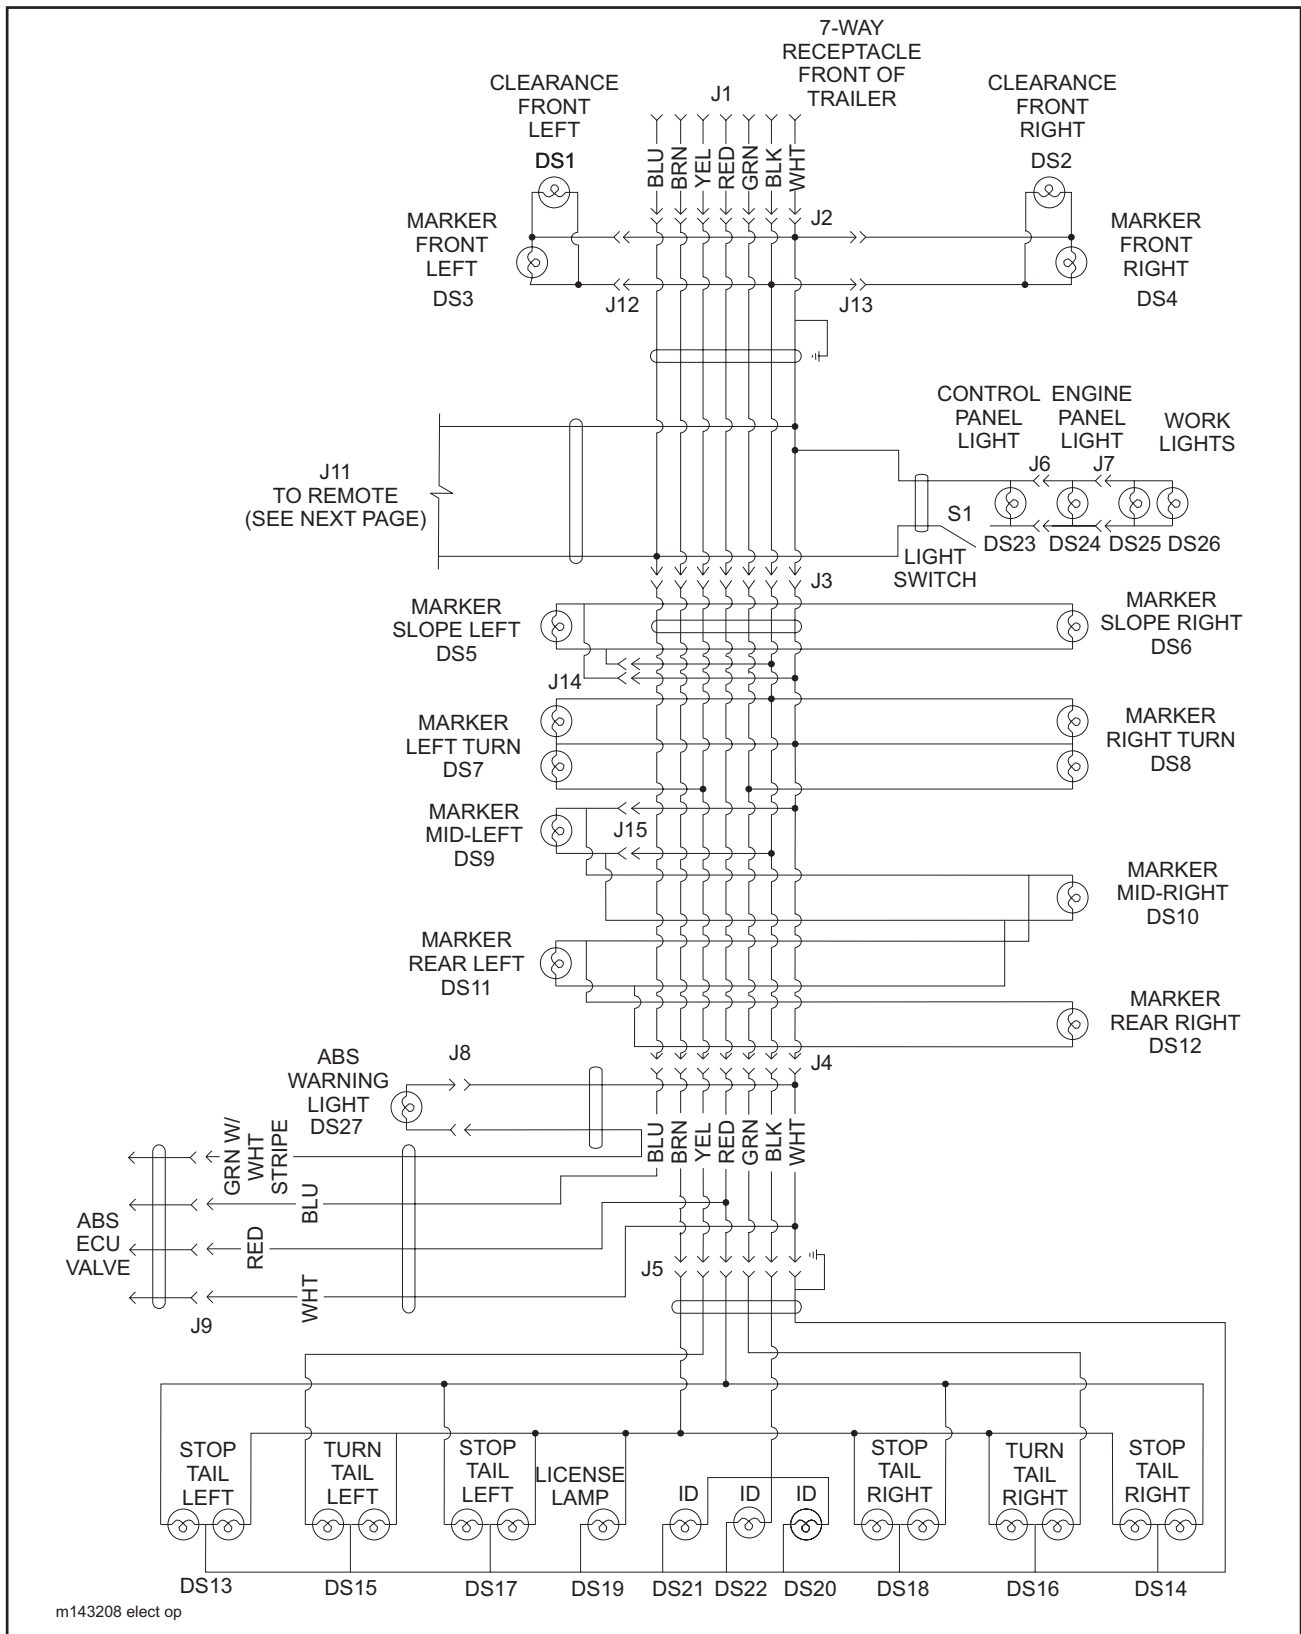 7-WAY
RECEPTACLE
FRONT OF
TRAILER
J1
CLEARANCE
FRONT
LEFT
DS1
CLEARANCE
FRONT
RIGHT
DS2
BLU
BRN
YEL
RED
GRN
BLK
WHT
J2
MARKER
FRONT
LEFT
DS3
MARKER
FRONT
RIGHT
DS4
J12
J13
CONTROL
PANEL
LIGHT
ENGINE
PANEL
LIGHT
WORK
LIGHTS
J6
J7
J11
TO REMOTE
(SEE NEXT PAGE)
S1
LIGHT
SWITCH
DS23
DS24
DS25
DS26
J3
MARKER
SLOPE LEFT
DS5
MARKER
SLOPE RIGHT
DS6
J14
MARKER
LEFT TURN
DS7
MARKER
RIGHT TURN
DS8
MARKER
MID-LEFT
DS9
J15
MARKER
MID-RIGHT
DS10
MARKER
REAR LEFT
DS11
MARKER
REAR RIGHT
DS12
J4
J8
ABS
WARNING
LIGHT
DS27
BLU
BRN
YEL
RED
GRN
BLK
WHT
GRN W/
WHT
STRIPE
BLU
RED
WHT
ABS
ECU
VALVE
J9
J5
STOP
TAIL
LEFT
TURN
TAIL
LEFT
STOP
TAIL
LEFT
LICENSE
LAMP
ID
ID
ID
STOP
TAIL
RIGHT
TURN
TAIL
RIGHT
STOP
TAIL
RIGHT
DS13
DS15
DS17
DS19
DS21
DS22
DS20
DS18
DS16
DS14
m143208 elect op